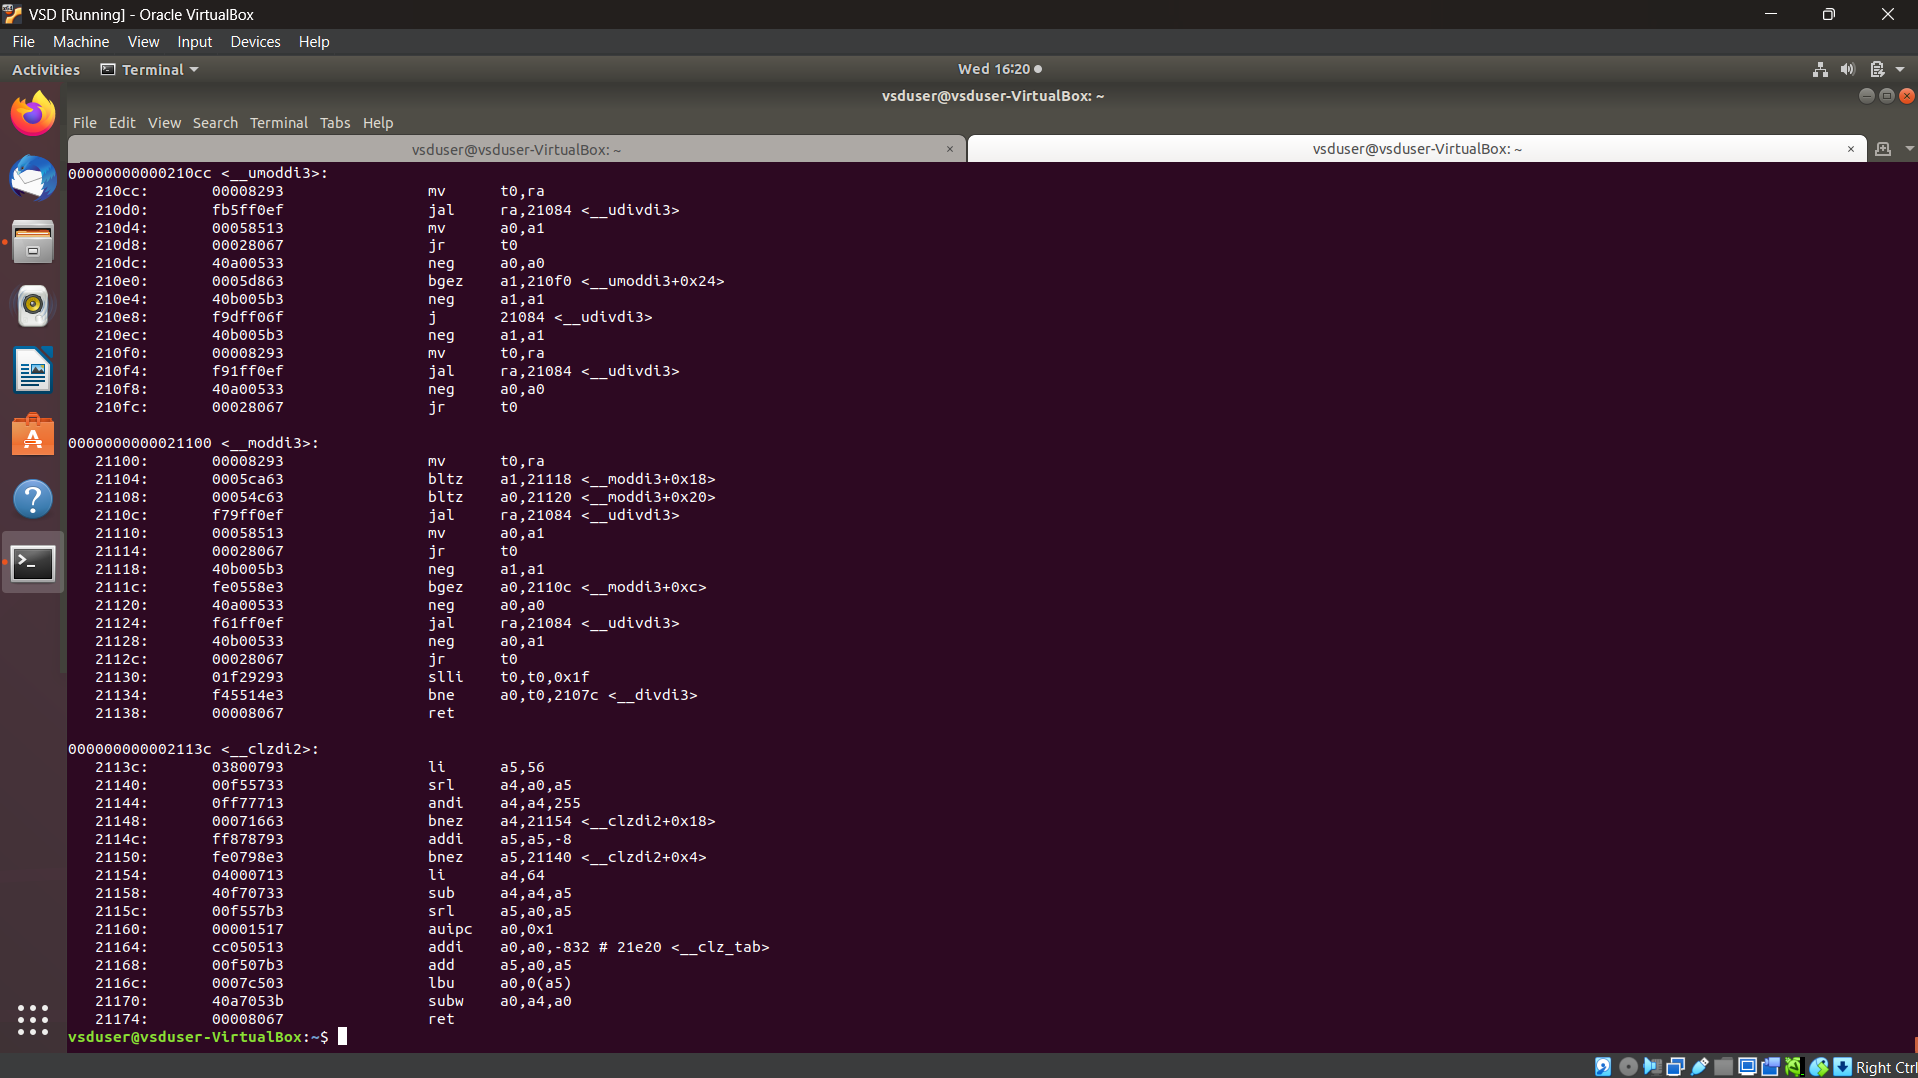 VSD [Running] - Oracle VirtualBox
File Machine View Input Devices Help
Activities Terminal Wed 16:20
vsduser@vsduser-VirtualBox: ~
File Edit View Search Terminal Tabs Help
vsduser@vsduser-VirtualBox: ~ × vsduser@vsduser-VirtualBox: ~ ×
00000000000210cc <__umoddi3>:
210cc: 00008293 mv t0,ra
210d0: fb5ff0ef jal ra,21084 <__udivdi3>
210d4: 00058513 mv a0,a1
210d8: 00028067 jr t0
210dc: 40a00533 neg a0,a0
210e0: 0005d863 bgez a1,210f0 <__umoddi3+0x24>
210e4: 40b005b3 neg a1,a1
210e8: f9dff06f j 21084 <__udivdi3>
210ec: 40b005b3 neg a1,a1
210f0: 00008293 mv t0,ra
210f4: f91ff0ef jal ra,21084 <__udivdi3>
210f8: 40a00533 neg a0,a0
210fc: 00028067 jr t0
0000000000021100 <__moddi3>:
21100: 00008293 mv t0,ra
21104: 0005ca63 bltz a1,21118 <__moddi3+0x18>
21108: 00054c63 bltz a0,21120 <__moddi3+0x20>
2110c: f79ff0ef jal ra,21084 <__udivdi3>
21110: 00058513 mv a0,a1
21114: 00028067 jr t0
21118: 40b005b3 neg a1,a1
2111c: fe0558e3 bgez a0,2110c <__moddi3+0xc>
21120: 40a00533 neg a0,a0
21124: f61ff0ef jal ra,21084 <__udivdi3>
21128: 40b00533 neg a0,a1
2112c: 00028067 jr t0
21130: 01f29293 slli t0,t0,0x1f
21134: f45514e3 bne a0,t0,2107c <__divdi3>
21138: 00008067 ret
000000000002113c <__clzdi2>:
2113c: 03800793 li a5,56
21140: 00f55733 srl a4,a0,a5
21144: 0ff77713 andi a4,a4,255
21148: 00071663 bnez a4,21154 <__clzdi2+0x18>
2114c: ff878793 addi a5,a5,-8
21150: fe0798e3 bnez a5,21140 <__clzdi2+0x4>
21154: 04000713 li a4,64
21158: 40f70733 sub a4,a4,a5
2115c: 00f557b3 srl a5,a0,a5
21160: 00001517 auipc a0,0x1
21164: cc050513 addi a0,a0,-832 # 21e20 <__clz_tab>
21168: 00f507b3 add a5,a0,a5
2116c: 0007c503 lbu a0,0(a5)
21170: 40a7053b subw a0,a4,a0
21174: 00008067 ret
vsduser@vsduser-VirtualBox:~$
Right Ctrl